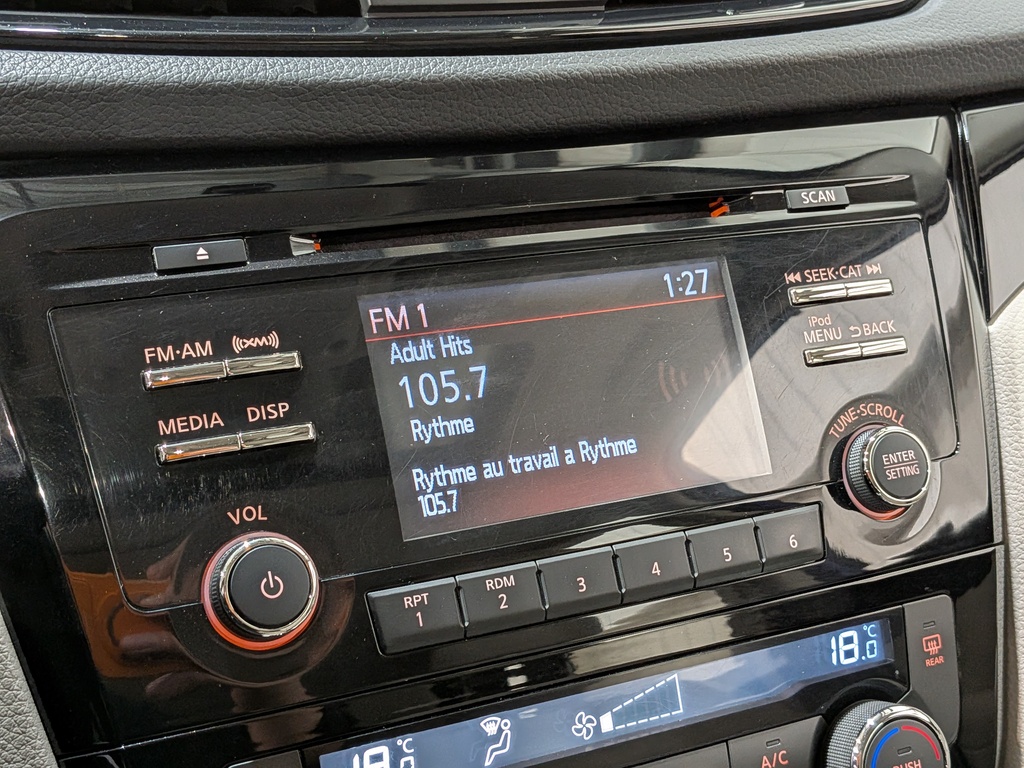 SCAN
SEEK·CAT
iPod
MENU
BACK
FM·AM
((XM))
MEDIA
DISP
FM 1
1:27
Adult Hits
105.7
Rythme
Rythme au travail a Rythme
105.7
TUNE·SCROLL
ENTER
SETTING
VOL
RPT
1
RDM
2
3
4
5
6
18.0 °C
REAR
°C
A/C
PUSH